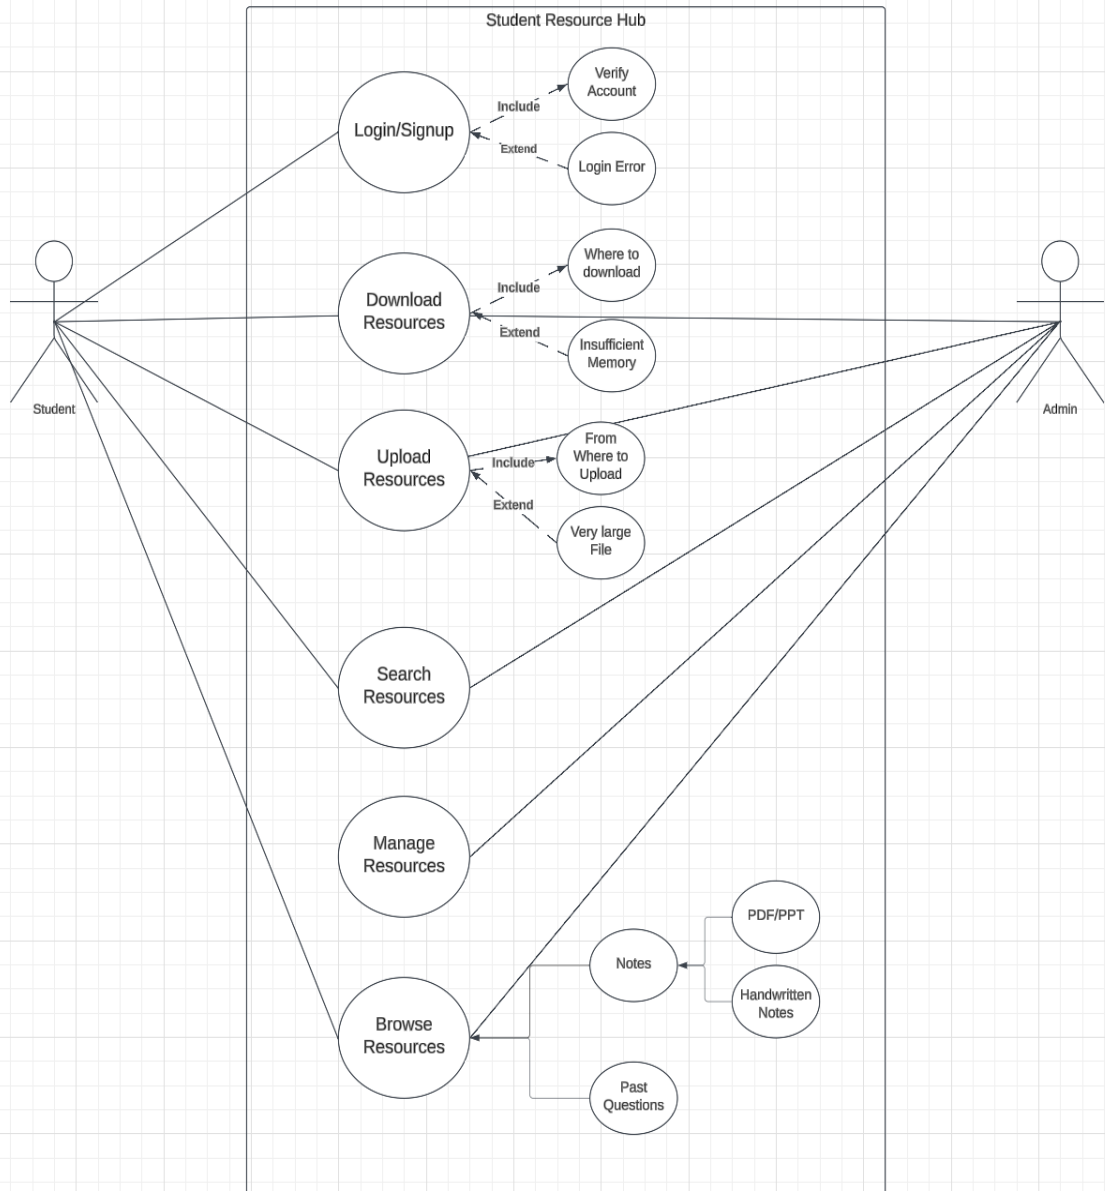 Student Resource Hub
Verify
Account
Include
Login/Signup
Extend
Login Error
Where to
download
Include
Download
Resources
Extend
Insufficient
Memory
Student
Admin
From
Where to
Upload
Upload
Resources
Include
Extend
Very large
File
Search
Resources
Manage
Resources
PDF/PPT
Notes
Handwritten
Notes
Browse
Resources
Past
Questions